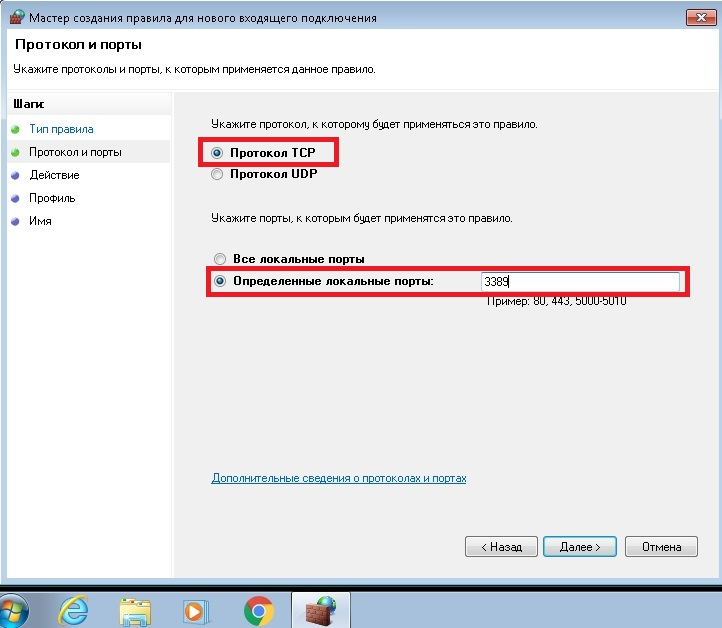 Мастер создания правила для нового входящего подключения
Протокол и порты
Укажите протоколы и порты, к которым применяется данное правило.
Шаги:
Тип правила
Протокол и порты
Действие
Профиль
Имя
Укажите протокол, к которому будет применяться это правило.
Протокол TCP
Протокол UDP
Укажите порты, к которым будет применятся это правило.
Все локальные порты
Определенные локальные порты:
3389
Пример: 80, 443, 5000-5010
Дополнительные сведения о протоколах и портах
< Назад
Далее >
Отмена